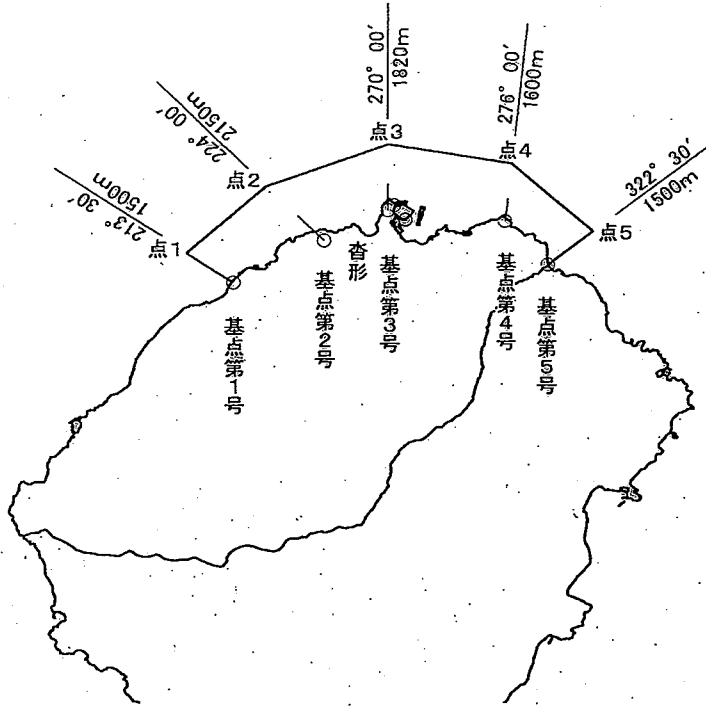 270° 00′
1820m
276° 00′
1600m
224° 00′
2150m
322° 30′
1500m
213° 30′
1500m
点3
点4
点2
点5
点1
沓形
基点第1号
基点第2号
基点第3号
基点第4号
基点第5号